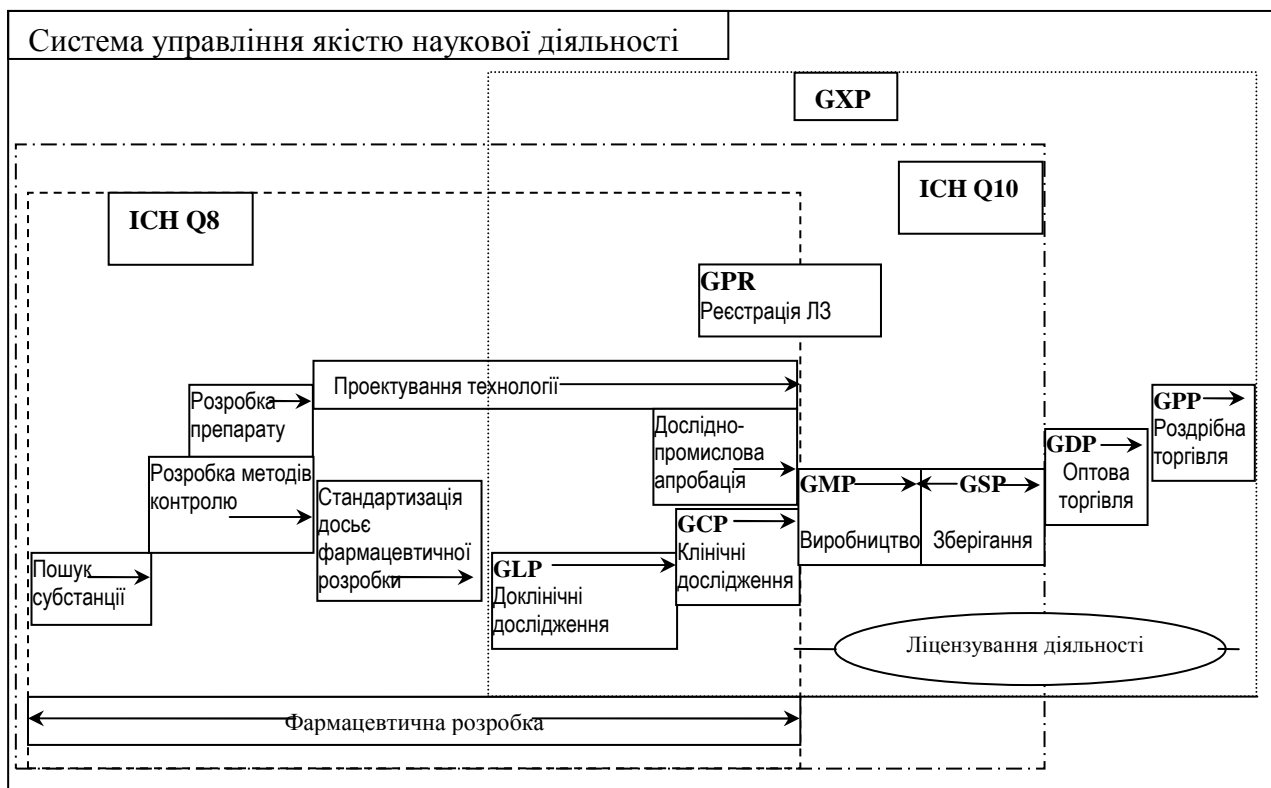 Система управління якістю наукової діяльності
GXP
ICH Q10
ICH Q8
GPR
Реєстрація ЛЗ
Проектування технології
Розробка
препарату
GPP
Роздрібна
торгівля
Дослідно-
промислова
апробація
GDP
Оптова
торгівля
Розробка методів
контролю
Стандартизація
досьє
фармацевтичної
розробки
GMP
Виробництво
GSP
Зберігання
GCP
Клінічні
дослідження
Пошук
субстанції
GLP
Доклінічні
дослідження
Ліцензування діяльності
Фармацевтична розробка